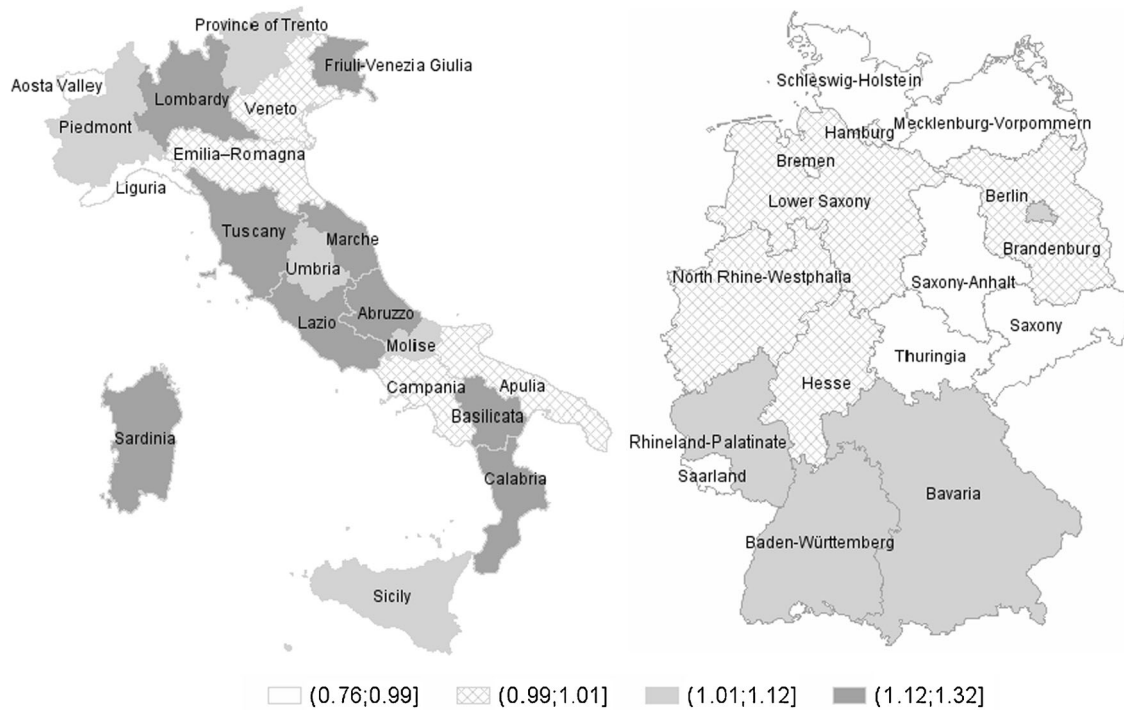 Province of Trento
Friuli-Venezia Giulia
Aosta Valley
Lombardy
Veneto
Piedmont
Emilia–Romagna
Liguria
Tuscany
Marche
Umbria
Lazio
Abruzzo
Molise
Campania
Apulia
Basilicata
Sardinia
Calabria
Sicily
Schleswig-Holstein
Hamburg
Mecklenburg-Vorpommern
Bremen
Lower Saxony
Berlin
Brandenburg
North Rhine-Westphalia
Saxony-Anhalt
Saxony
Thuringia
Hesse
Rhineland-Palatinate
Saarland
Bavaria
Baden-Württemberg
(0.76;0.99]
(0.99;1.01]
(1.01;1.12]
(1.12;1.32]